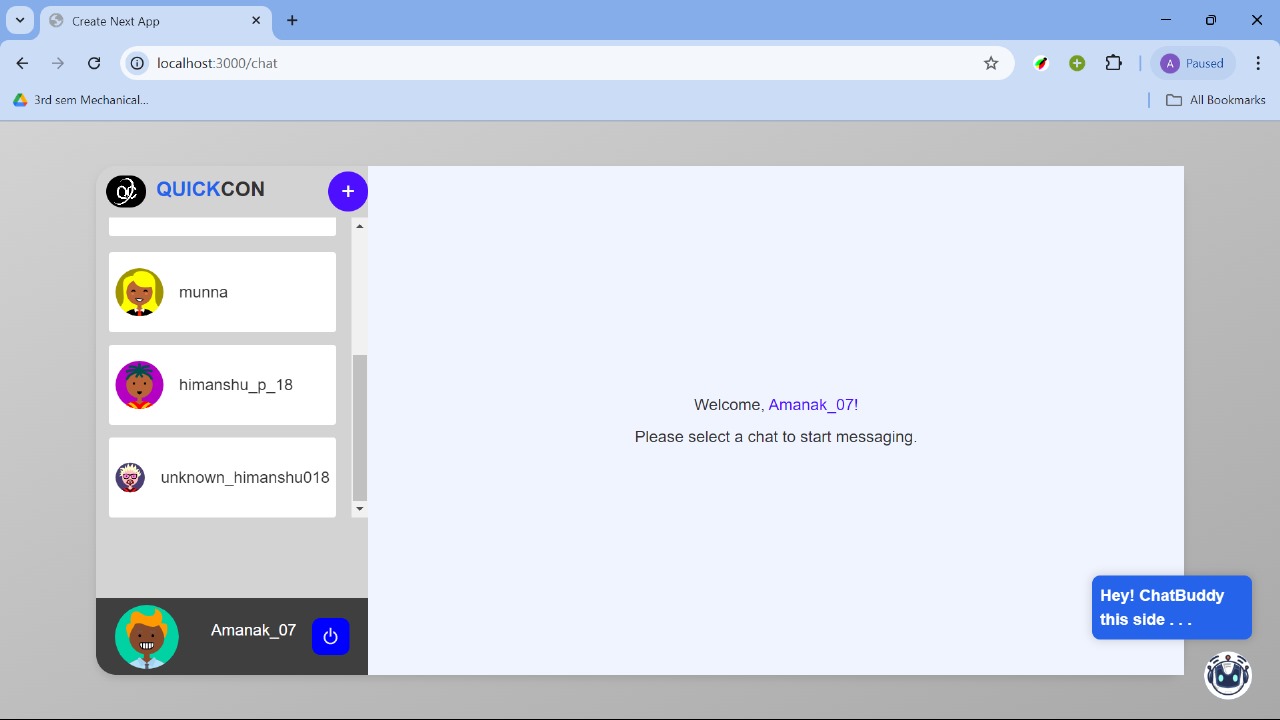 Create Next App
localhost:3000/chat
A Paused
3rd sem Mechanical...
All Bookmarks
QC QUICKCON
+
munna
himanshu_p_18
unknown_himanshu018
Amanak_07
Welcome, Amanak_07!
Please select a chat to start messaging.
Hey! ChatBuddy
this side . . .